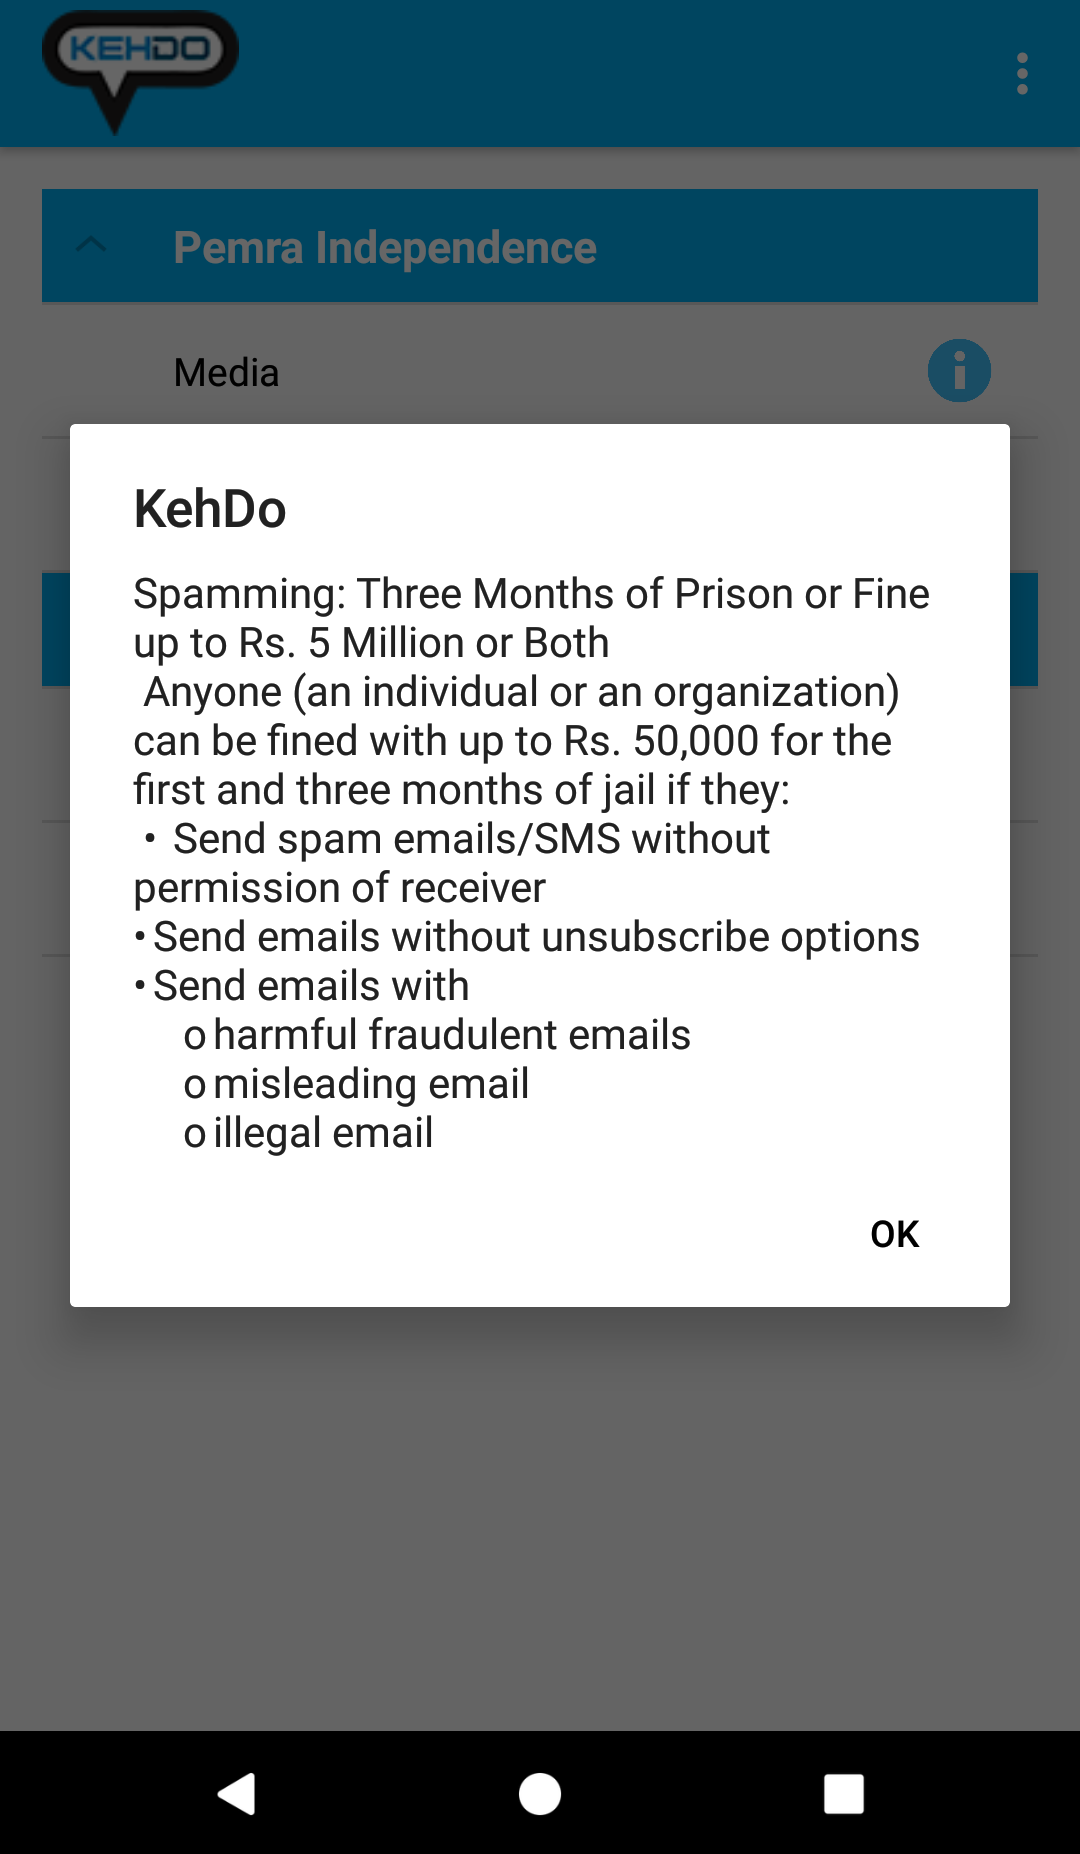 KEHDO
Pemra Independence
Media
KehDo
Spamming: Three Months of Prison or Fine
up to Rs. 5 Million or Both
Anyone (an individual or an organization)
can be fined with up to Rs. 50,000 for the
first and three months of jail if they:
• Send spam emails/SMS without
permission of receiver
• Send emails without unsubscribe options
• Send emails with
o harmful fraudulent emails
o misleading email
o illegal email
OK